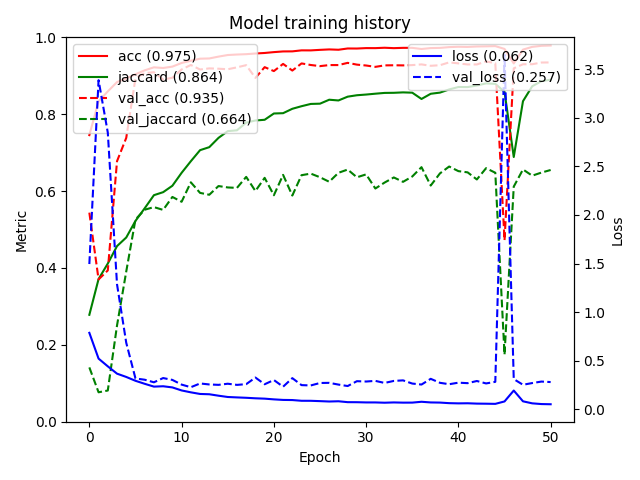 Model training history
acc (0.975)
jaccard (0.864)
val_acc (0.935)
val_jaccard (0.664)
loss (0.062)
val_loss (0.257)
Metric
1.0
0.8
0.6
0.4
0.2
0.0
Loss
3.5
3.0
2.5
2.0
1.5
1.0
0.5
0.0
0 10 20 30 40 50
Epoch